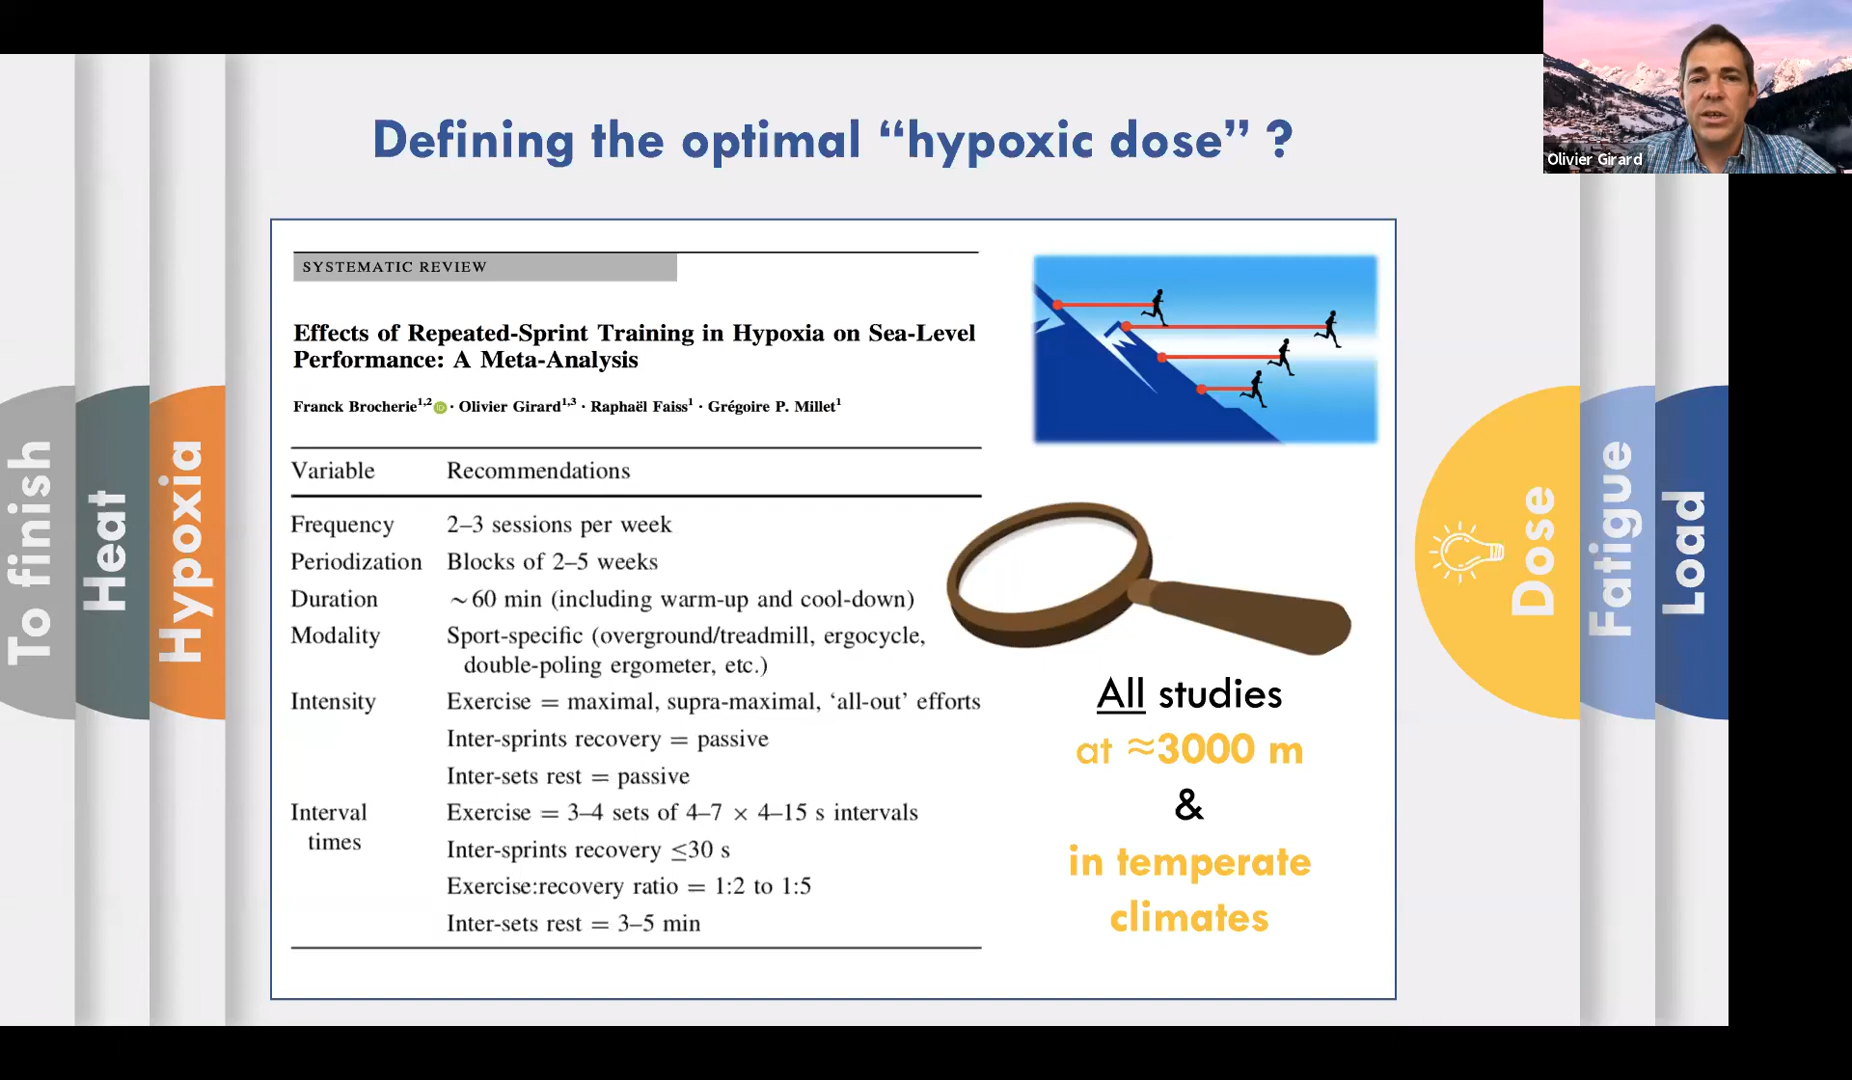 Defining the optimal “hypoxic dose” ?
Olivier Girard
To finish
Heat
Hypoxia
SYSTEMATIC REVIEW
Effects of Repeated-Sprint Training in Hypoxia on Sea-Level
Performance: A Meta-Analysis
Franck Brocherie1,2 iD · Olivier Girard1,3 · Raphaël Faiss1 · Grégoire P. Millet1
Variable Recommendations
Frequency 2–3 sessions per week
Periodization Blocks of 2–5 weeks
Duration ~ 60 min (including warm-up and cool-down)
Modality Sport-specific (overground/treadmill, ergocycle,
double-poling ergometer, etc.)
Intensity Exercise = maximal, supra-maximal, ‘all-out’ efforts
Inter-sprints recovery = passive
Inter-sets rest = passive
Interval Exercise = 3–4 sets of 4–7 × 4–15 s intervals
times
Inter-sprints recovery ≤30 s
Exercise:recovery ratio = 1:2 to 1:5
Inter-sets rest = 3–5 min
All studies
at ≈3000 m
&
in temperate
climates
Dose
Fatigue
Load